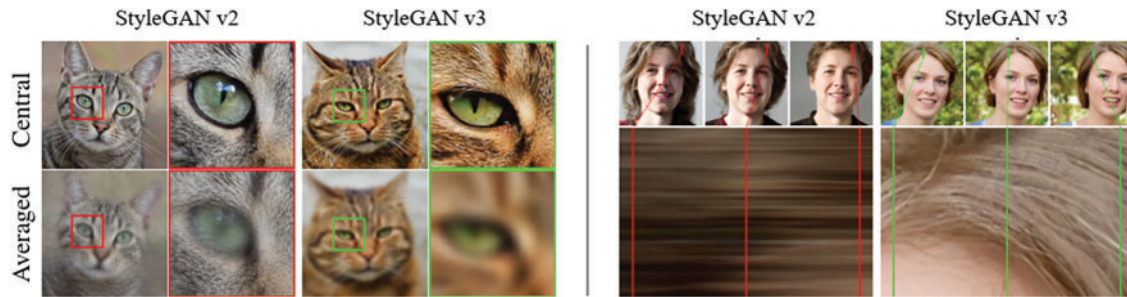 StyleGAN v2 StyleGAN v3 StyleGAN v2 StyleGAN v3
Central
Averaged